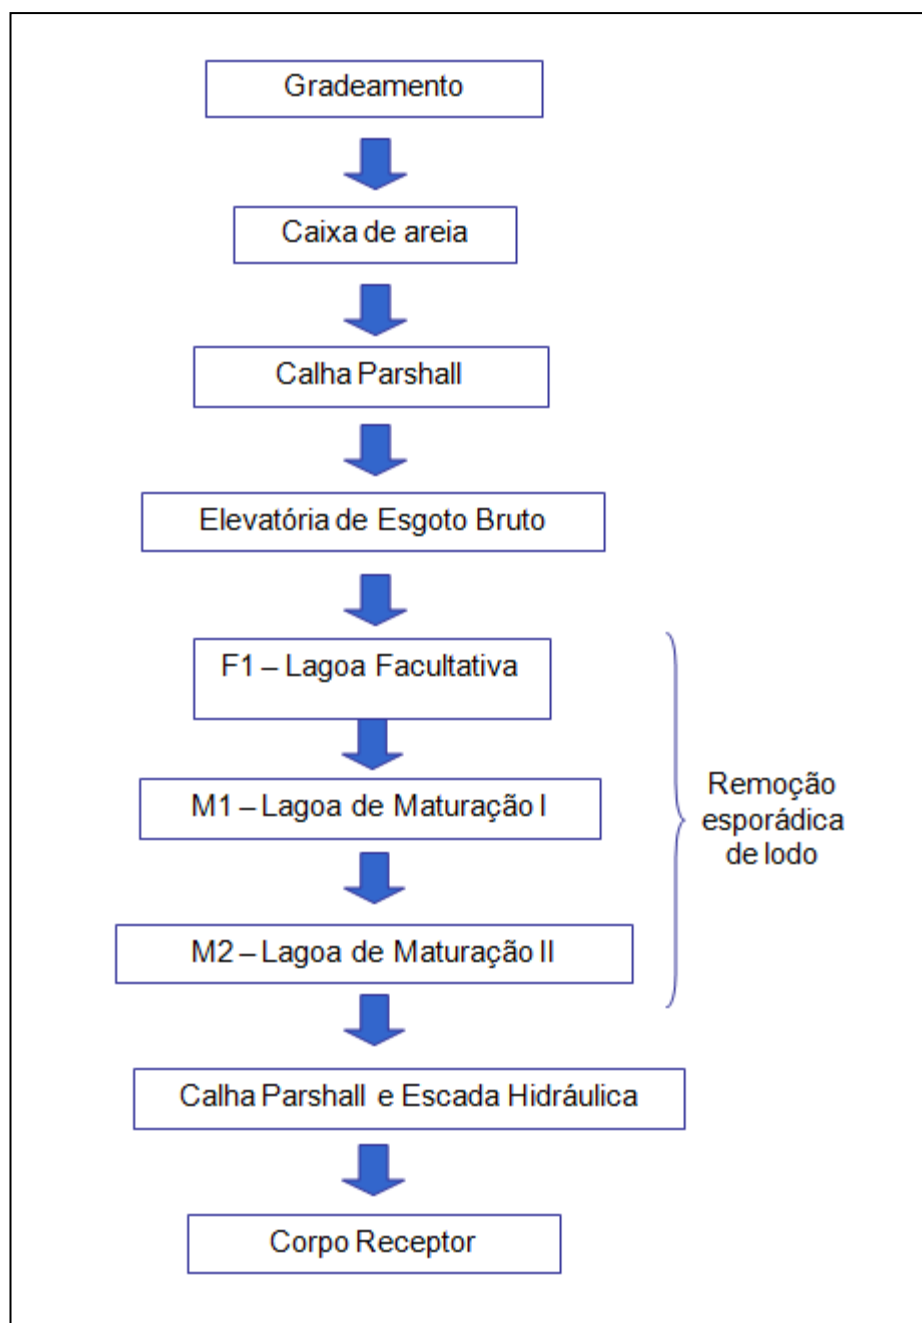 Gradeamento
Caixa de areia
Calha Parshall
Elevatória de Esgoto Bruto
F1 – Lagoa Facultativa
M1 – Lagoa de Maturação I
M2 – Lagoa de Maturação II
Remoção
esporádica
de lodo
Calha Parshall e Escada Hidráulica
Corpo Receptor